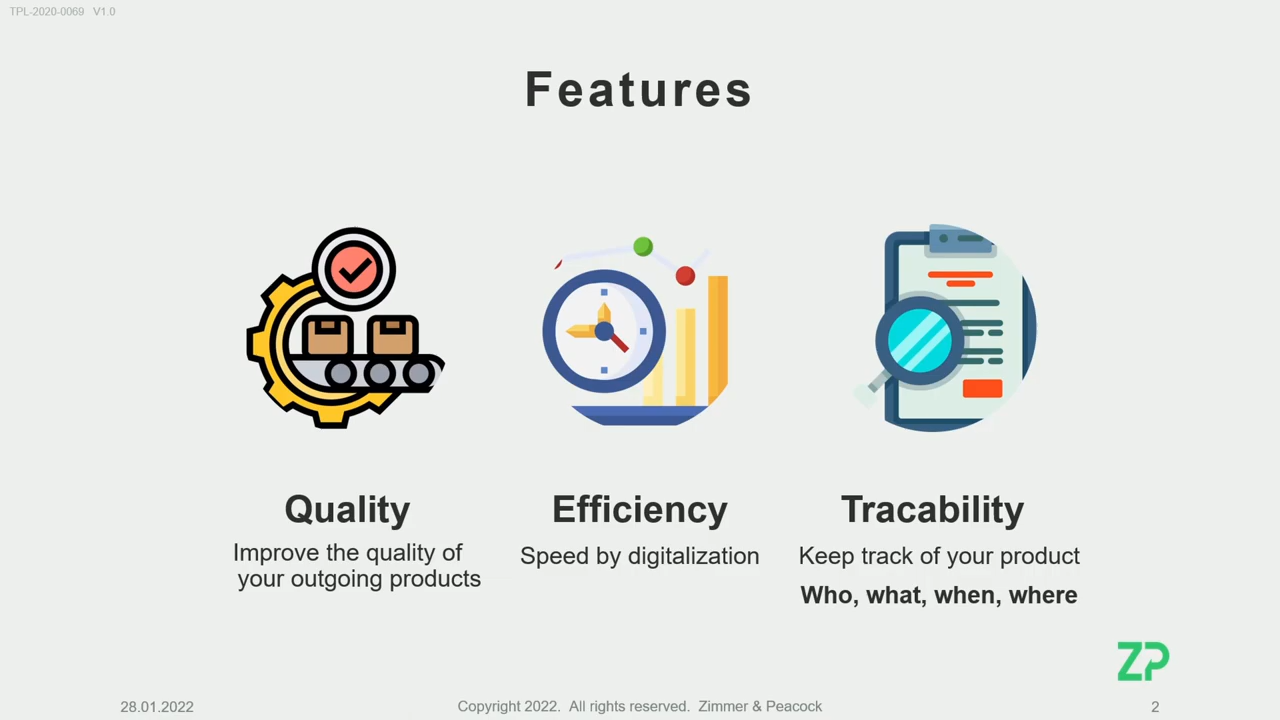 TPL-2020-0069 V1.0
Features
Quality
Improve the quality of
your outgoing products
Efficiency
Speed by digitalization
Tracability
Keep track of your product
Who, what, when, where
ZP
28.01.2022
Copyright 2022. All rights reserved. Zimmer & Peacock
2